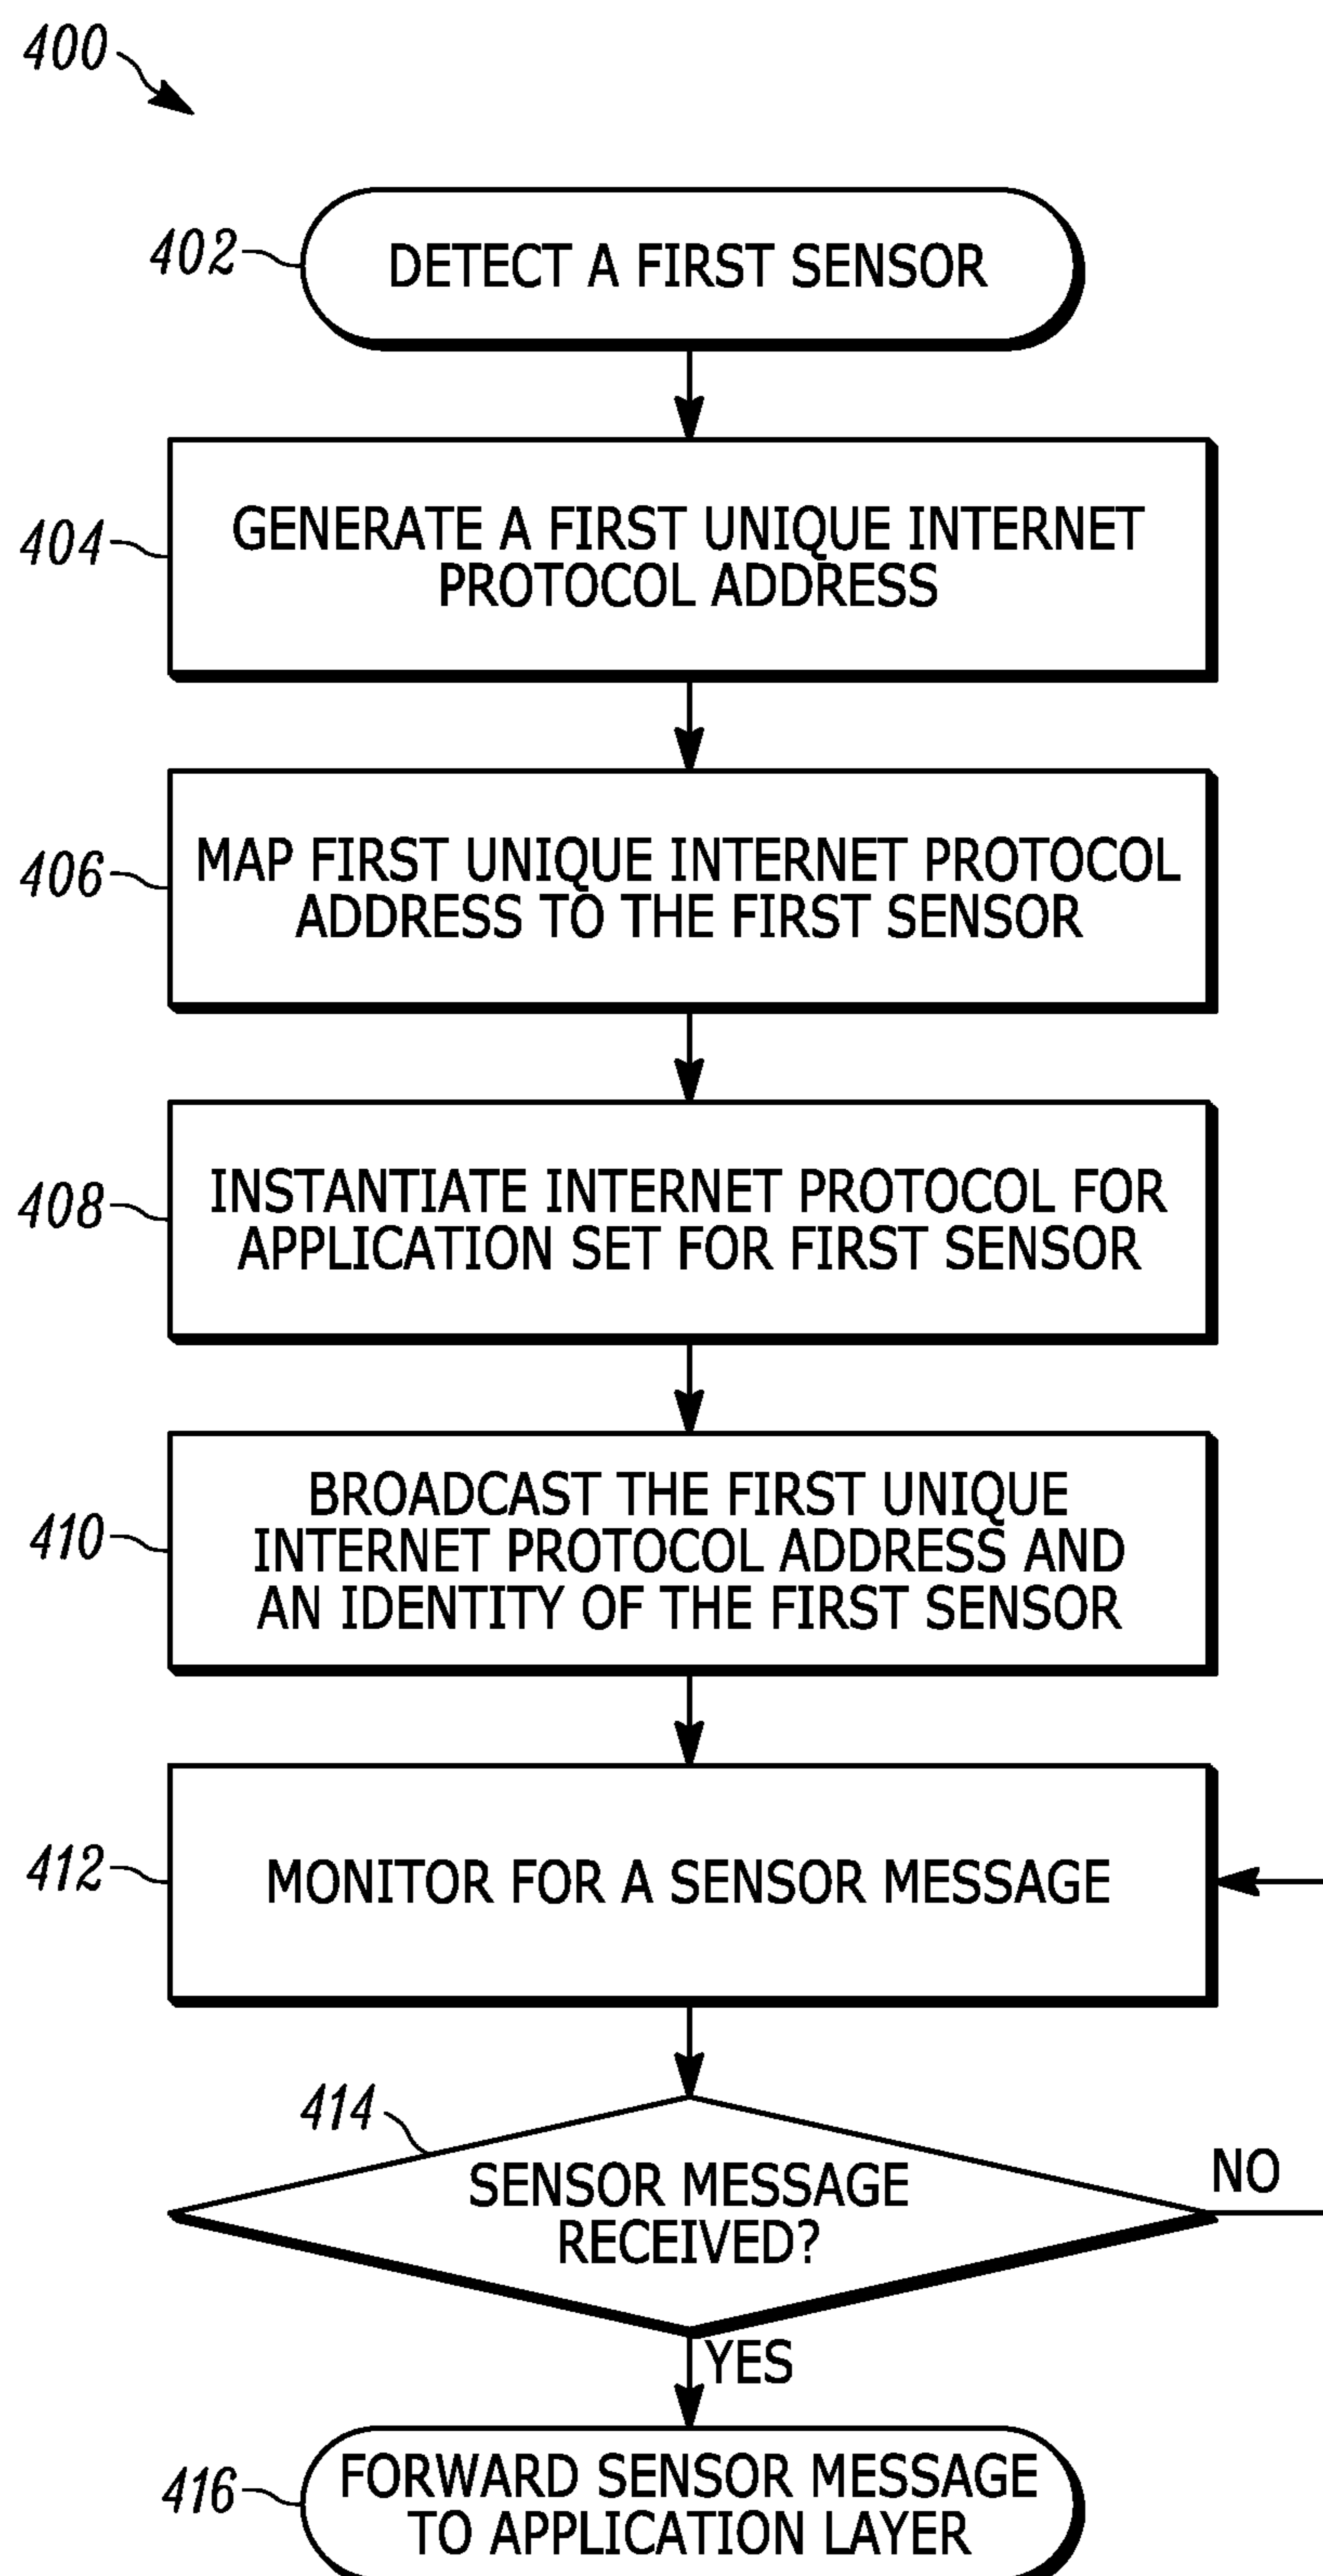 400
402
DETECT A FIRST SENSOR
404
GENERATE A FIRST UNIQUE INTERNET
PROTOCOL ADDRESS
406
MAP FIRST UNIQUE INTERNET PROTOCOL
ADDRESS TO THE FIRST SENSOR
408
INSTANTIATE INTERNET PROTOCOL FOR
APPLICATION SET FOR FIRST SENSOR
410
BROADCAST THE FIRST UNIQUE
INTERNET PROTOCOL ADDRESS AND
AN IDENTITY OF THE FIRST SENSOR
412
MONITOR FOR A SENSOR MESSAGE
414
SENSOR MESSAGE
RECEIVED?
NO
YES
416
FORWARD SENSOR MESSAGE
TO APPLICATION LAYER